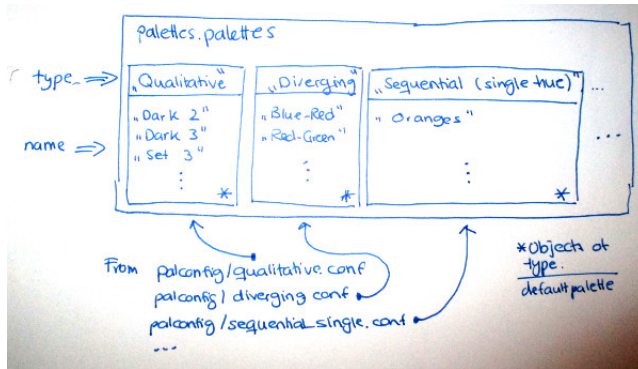 palettes.palettes
type_ => „Qualitative" „Diverging" „Sequential (single hue)" ...
name => „Dark 2" „Blue-Red" „Oranges" ...
„Dark 3" „Red-Green"
„Set 3"
* * *
From palconfig/qualitative.conf
palconfig/diverging.conf
palconfig/sequential_single.conf
...
*Objects of
type.
defaultpalette